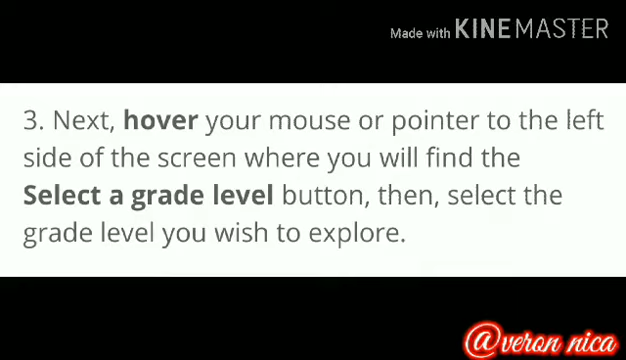 Made with KINEMASTER
3. Next, hover your mouse or pointer to the left
side of the screen where you will find the
Select a grade level button, then, select the
grade level you wish to explore.
@veron nica